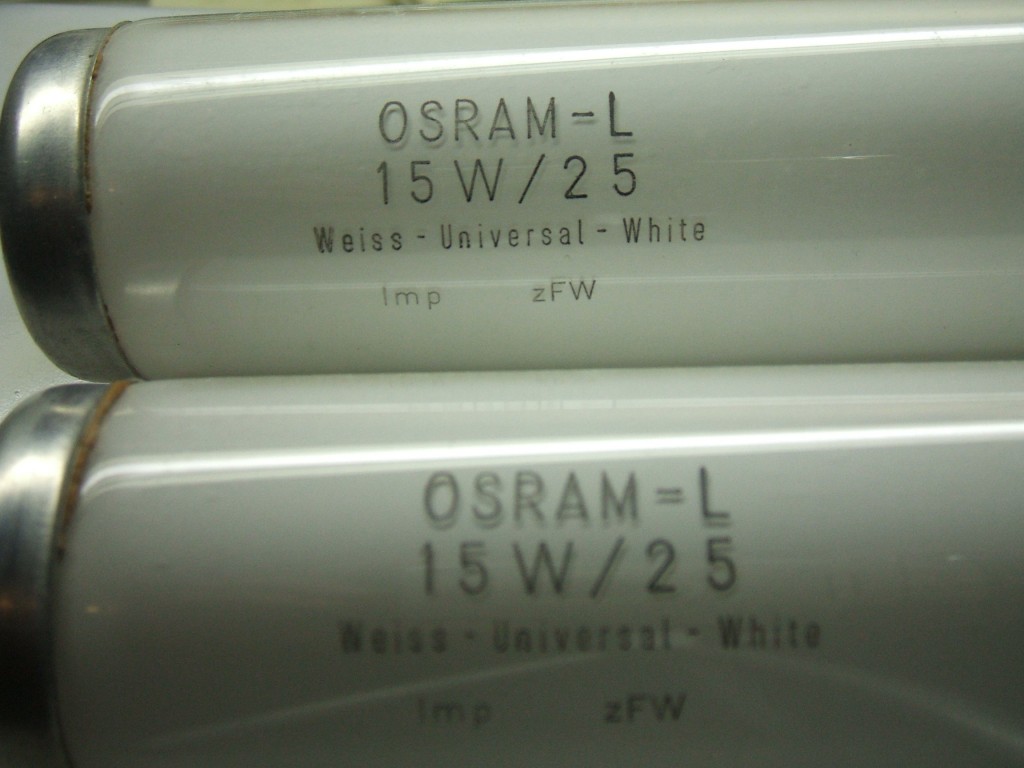 OSRAM-L
15W/25
Weiss - Universal - White
Imp zFW
OSRAM-L
15W/25
Weiss - Universal - White
Imp zFW